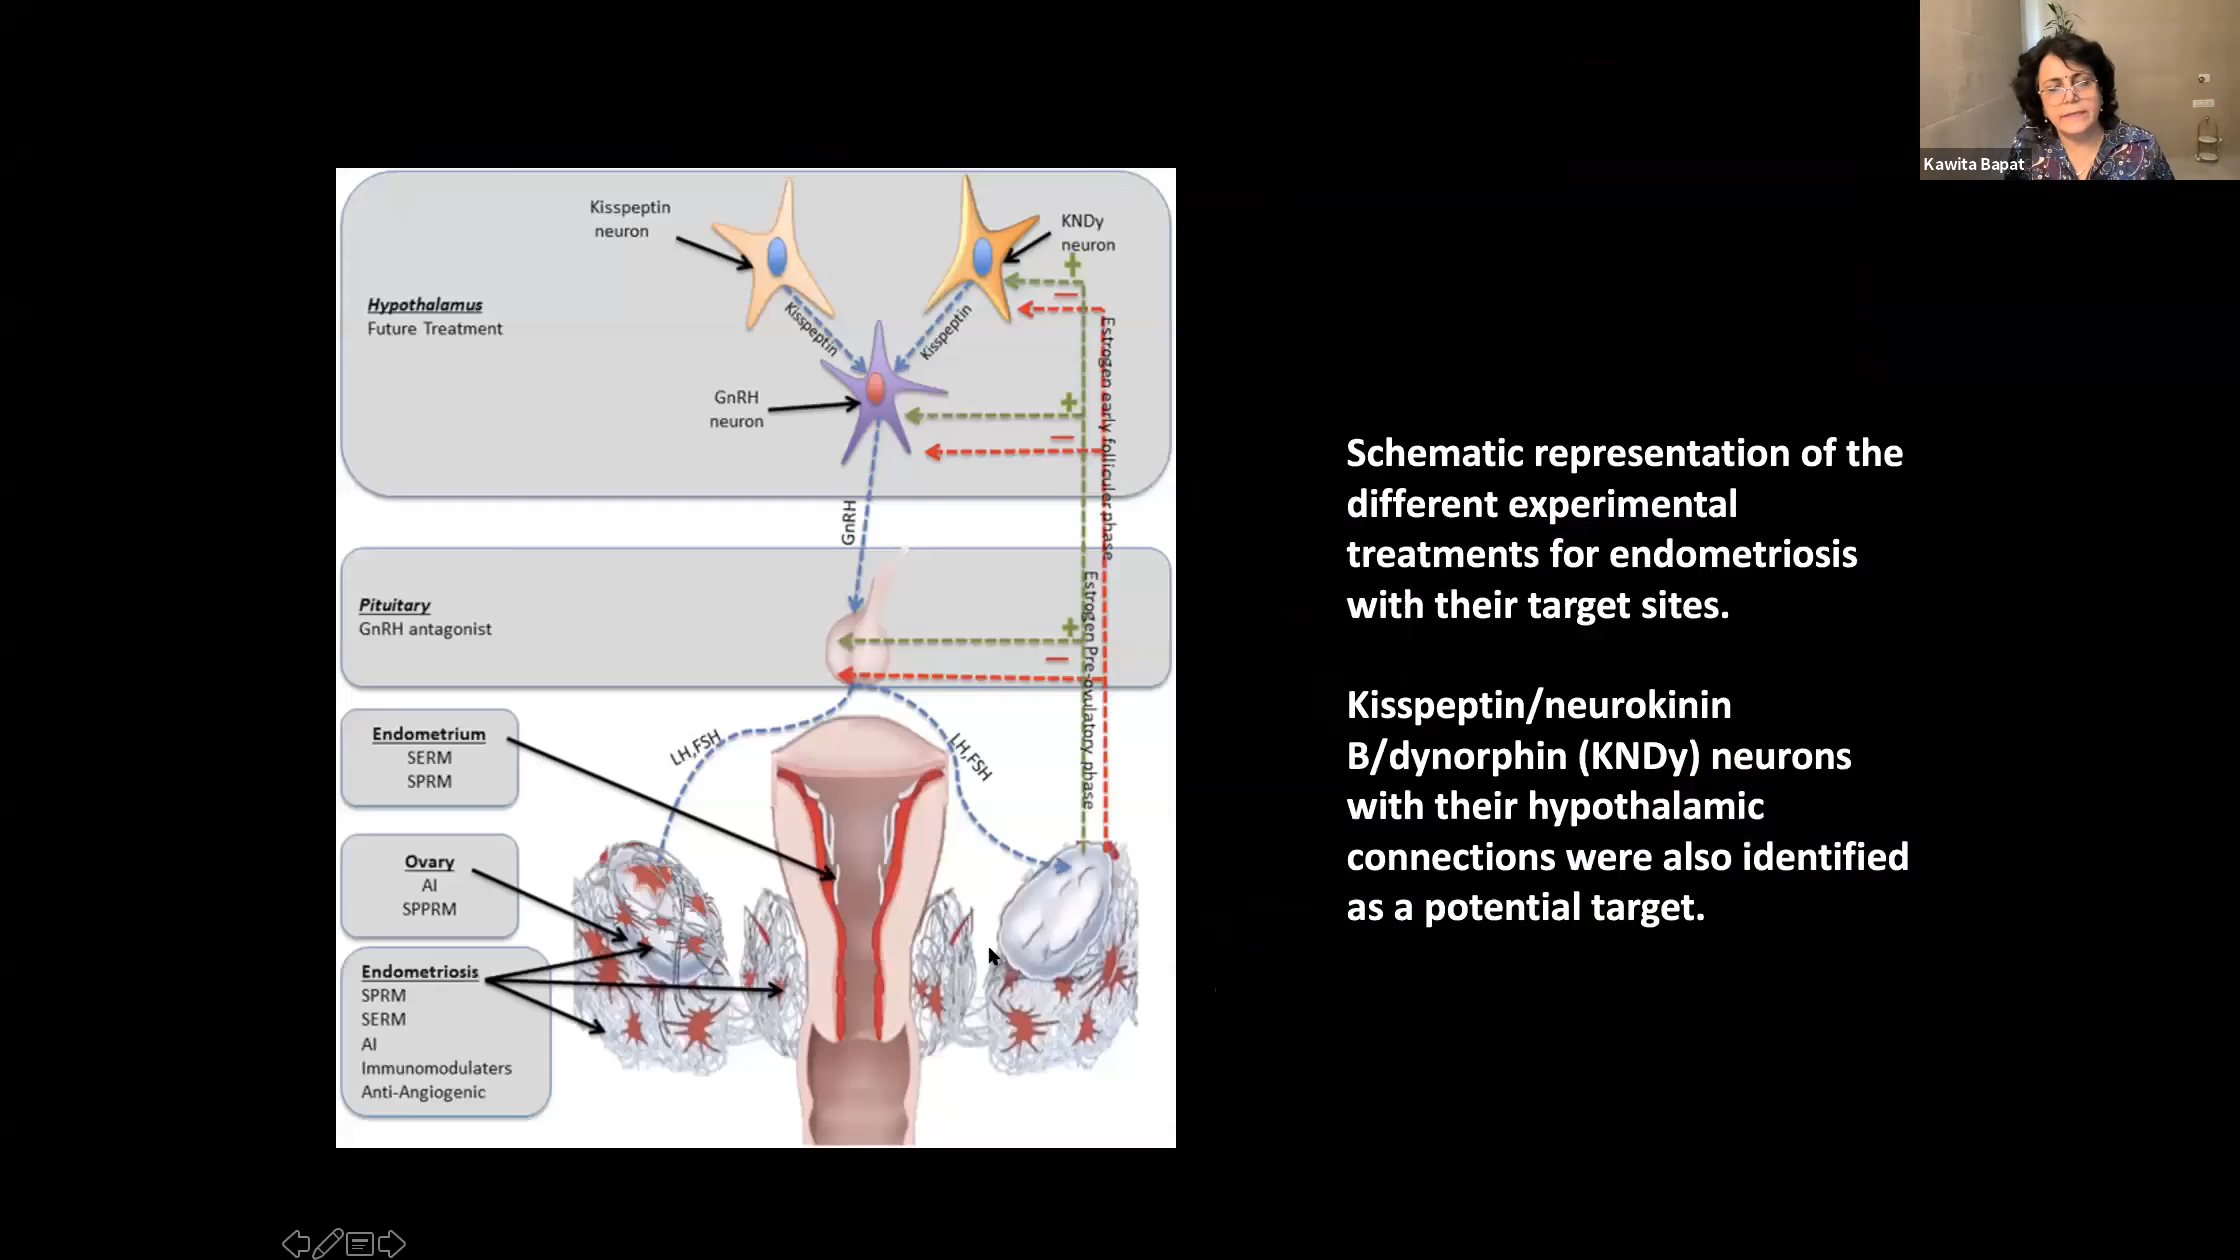 Kawita Bapat
Kisspeptin
neuron
KNDy
neuron
+
Hypothalamus
Future Treatment
Kisspeptin
Kisspeptin
GnRH
neuron
+
Estrogen early folliculer phase
GnRH
Pituitary
GnRH antagonist
+
Estrogen Pre-ovulatory phase
Endometrium
SERM
SPRM
LH,FSH
LH,FSH
Ovary
AI
SPPRM
Endometriosis
SPRM
SERM
AI
Immunomodulaters
Anti-Angiogenic
Schematic representation of the
different experimental
treatments for endometriosis
with their target sites.
Kisspeptin/neurokinin
B/dynorphin (KNDy) neurons
with their hypothalamic
connections were also identified
as a potential target.